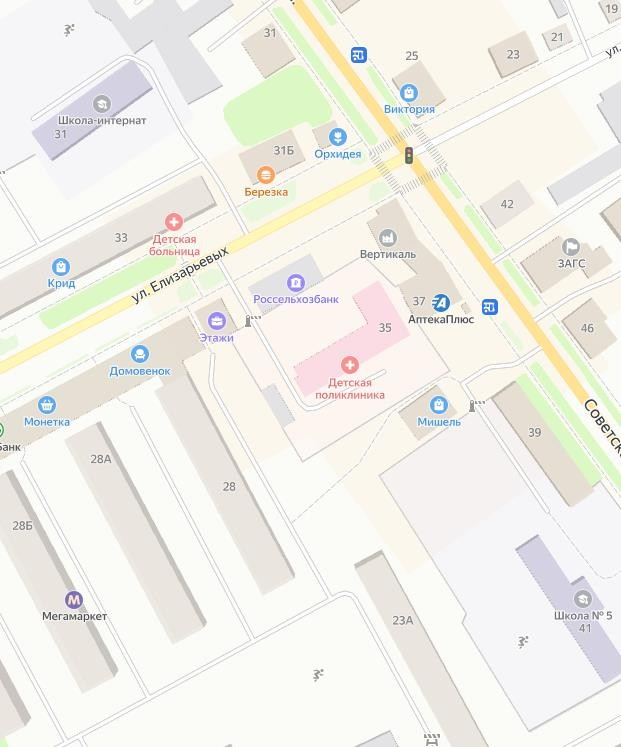 19
31
21
23
25
ул.
Виктория
Школа-интернат
31
31Б
Орхидея
Березка
42
33
Детская
больница
Вертикаль
ЗАГС
Крид
ул. Елизарьевых
Россельхозбанк
37
АптекаПлюс
35
46
Этажи
Домовенок
Детская
поликлиника
Монетка
Мишель
Советска
39
Банк
28А
28
28Б
Мегамаркет
M
23А
Школа № 5
41